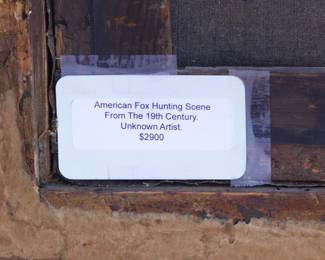 American Fox Hunting Scene
From The 19th Century.
Unknown Artist.
$2900